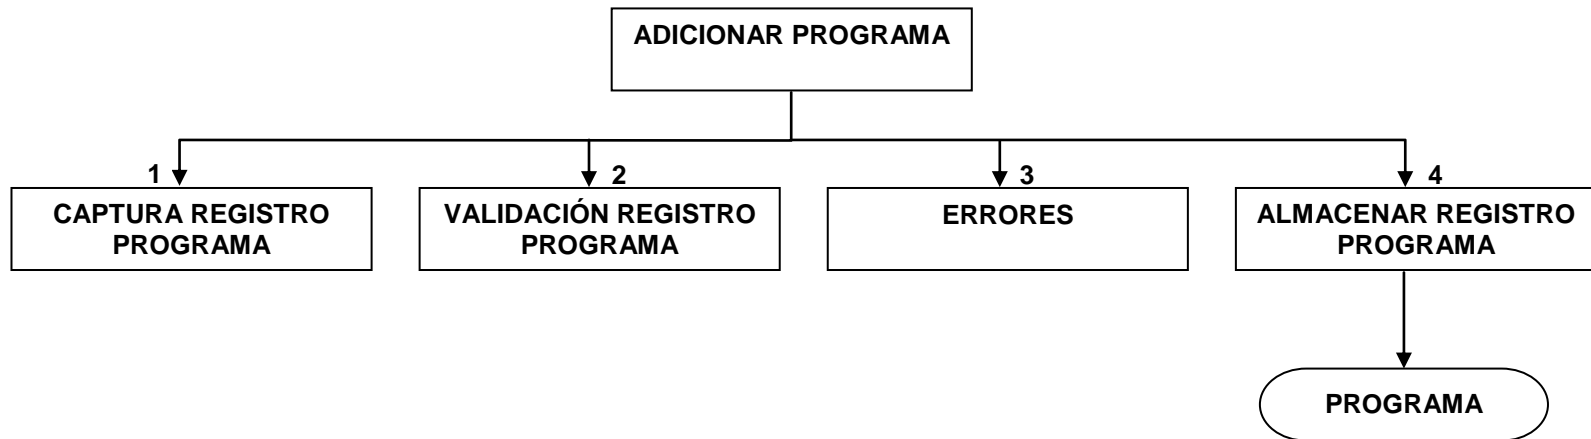 ADICIONAR PROGRAMA
1
2
3
4
CAPTURA REGISTRO
PROGRAMA
VALIDACIÓN REGISTRO
PROGRAMA
ERRORES
ALMACENAR REGISTRO
PROGRAMA
PROGRAMA